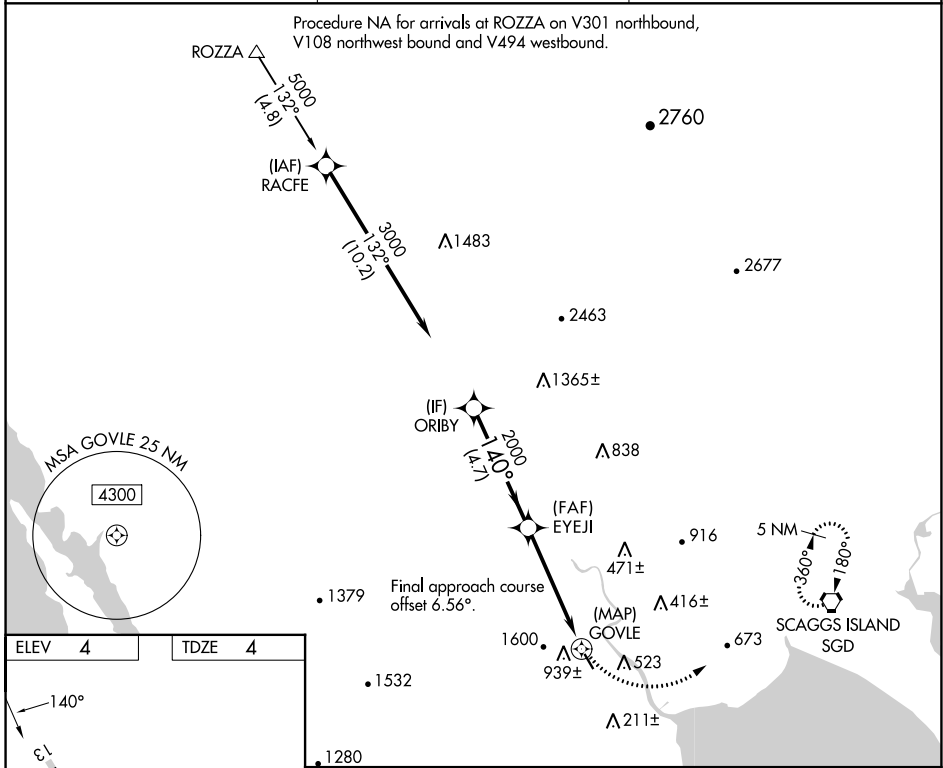 Procedure NA for arrivals at ROZZA on V301 northbound,
V108 northwest bound and V494 westbound.
ROZZA
5000
132°
(4.8)
2760
(IAF)
RACFE
3000
132°
(10.2)
1483
2677
2463
1365±
(IF)
ORIBY
2000
140°
(4.7)
838
MSA GOVLE 25 NM
4300
(FAF)
EYEJI
916
5 NM
360°
180°
471±
Final approach course
offset 6.56°.
1379
416±
(MAP)
GOVLE
SCAGGS ISLAND
SGD
1600
939±
523
673
ELEV 4
TDZE 4
1532
140°
211±
13
1280